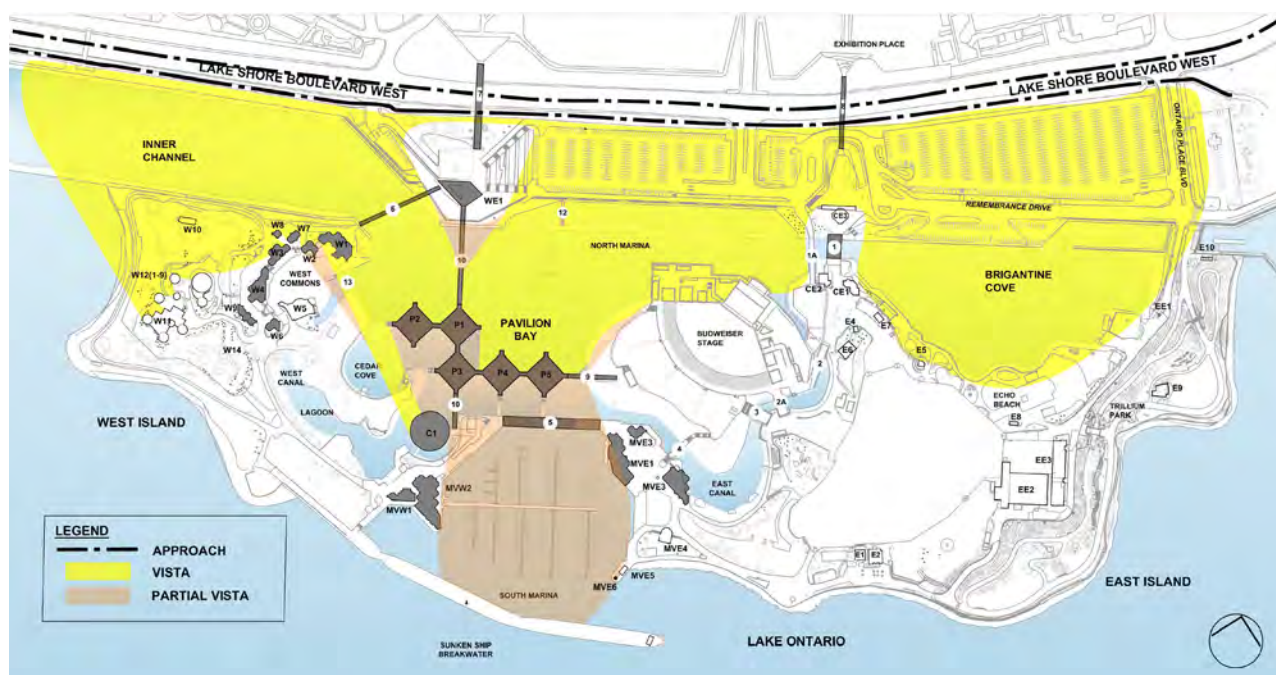 EXHIBITION PLACE
LAKE SHORE BOULEVARD WEST
LAKE SHORE BOULEVARD WEST
7
INNER
CHANNEL
ONTARIO PLACE BLVD
WE1
6
12
REMEMBRANCE DRIVE
W10
W8
W7
W1
W3
W2
CE3
1
1A
NORTH MARINA
10
E10
WEST
COMMONS
13
W12(1-9)
W4
W5
W9
W6
W11
W14
CE2
CE1
BRIGANTINE
COVE
EE1
P2
P1
PAVILION
BAY
BUDWEISER
STAGE
E4
E7
E6
E5
2
P3
P4
P5
9
CEDAR
COVE
WEST
CANAL
LAGOON
10
5
C1
2A
3
4
ECHO
BEACH
E8
E9
TRILLIUM
PARK
WEST ISLAND
MVE3
MVE1
MVE3
EAST
CANAL
EE3
EE2
MVW2
MVW1
MVE4
MVE5
MVE6
E1
E2
SOUTH MARINA
EAST ISLAND
LAKE ONTARIO
SUNKEN SHIP
BREAKWATER
LEGEND
APPROACH
VISTA
PARTIAL VISTA